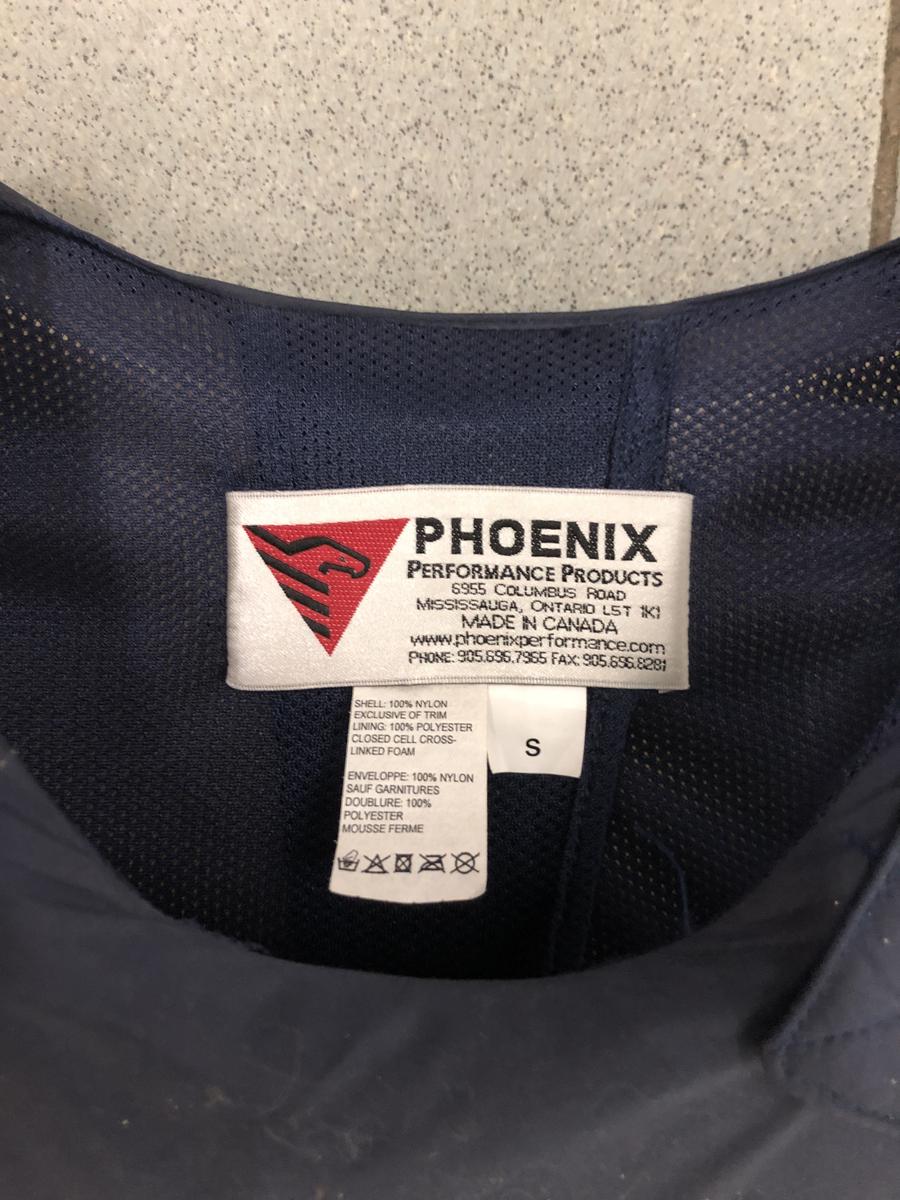 PHOENIX
PERFORMANCE PRODUCTS
6955 COLUMBUS ROAD
MISSISSAUGA, ONTARIO L5T 1K1
MADE IN CANADA
www.phoenixperformance.com
PHONE: 905.696.7965 FAX: 905.696.8281
SHELL: 100% NYLON
EXCLUSIVE OF TRIM
LINING: 100% POLYESTER
CLOSED CELL CROSS-
LINKED FOAM
ENVELOPPE: 100% NYLON
SAUF GARNITURES
DOUBLURE: 100%
POLYESTER
MOUSSE FERME
S